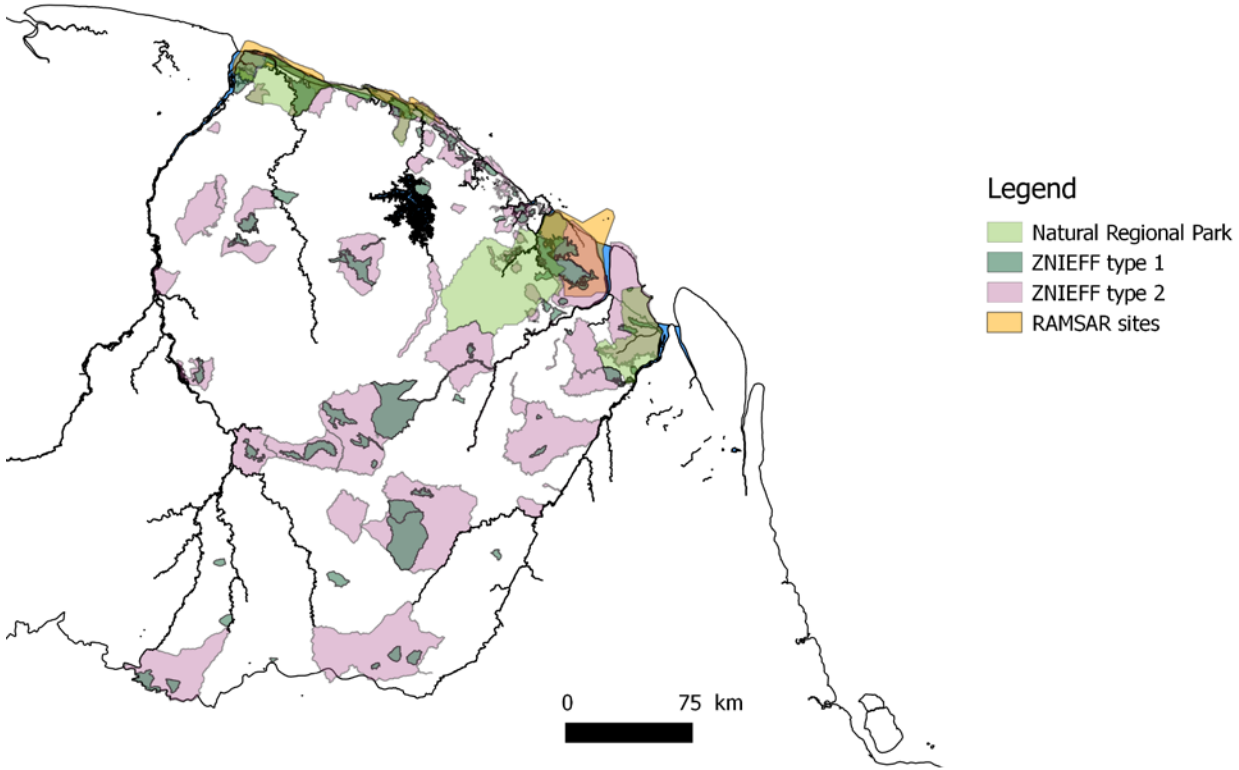 Legend
Natural Regional Park
ZNIEFF type 1
ZNIEFF type 2
RAMSAR sites
0 75 km